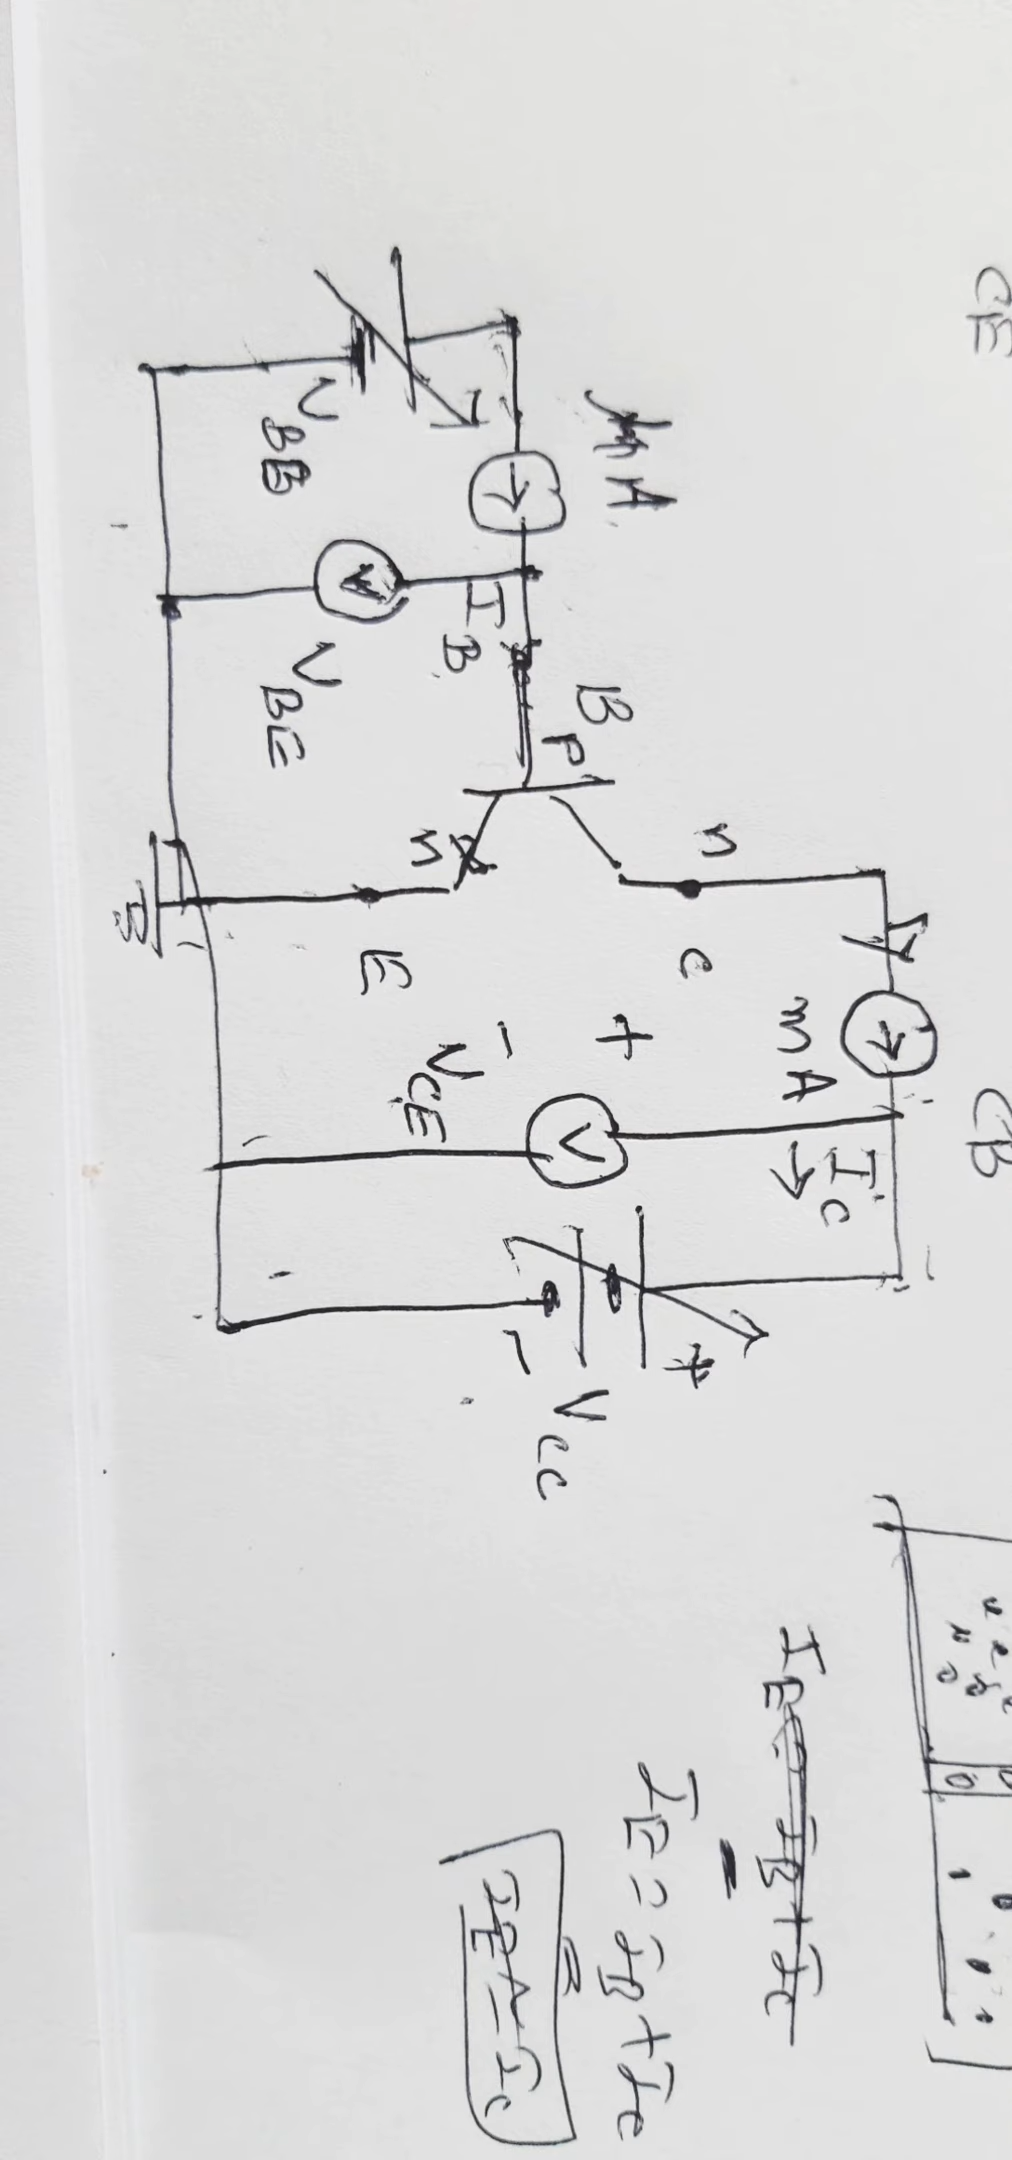 CE
CB
mA
B
P
n
C
mA
I_C
→
I_B
V
V_BB
V_BE
n
E
+
-
V
V_CE
+
-
V_CC
I_E = I_B + I_C
I_E = I_B + I_C
I_E ≈ I_C